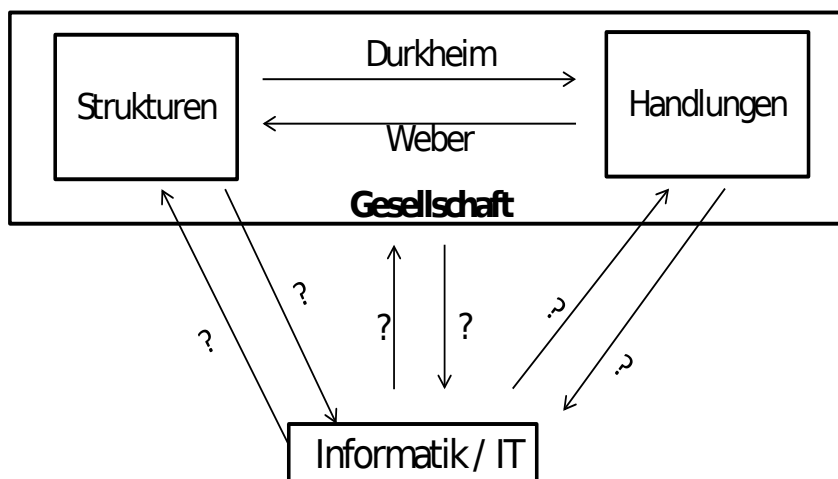 Durkheim
Strukturen
Handlungen
Weber
Gesellschaft
?
?
?
?
?
?
Informatik / IT